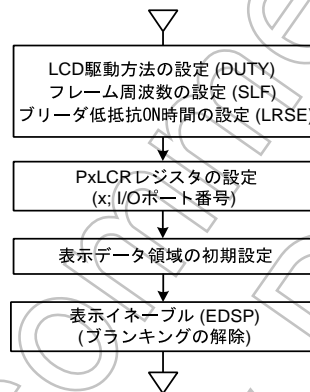 LCD駆動方法の設定 (DUTY)
フレーム周波数の設定 (SLF)
ブリーダ低抵抗ON時間の設定 (LRSE)
PxLCRレジスタの設定
(x; I/Oポート番号)
表示データ領域の初期設定
表示イネーブル (EDSP)
(ブランキングの解除)